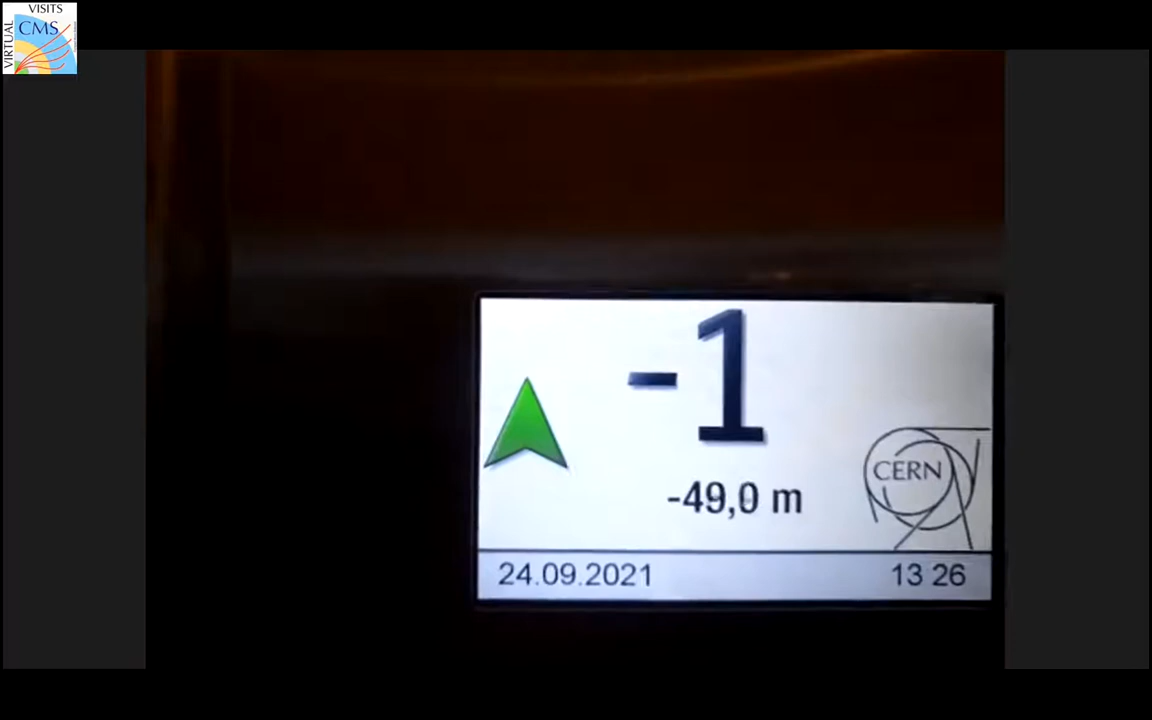 VISITS
CMS
VIRTUAL
-1
-49,0 m
CERN
24.09.2021
13 26